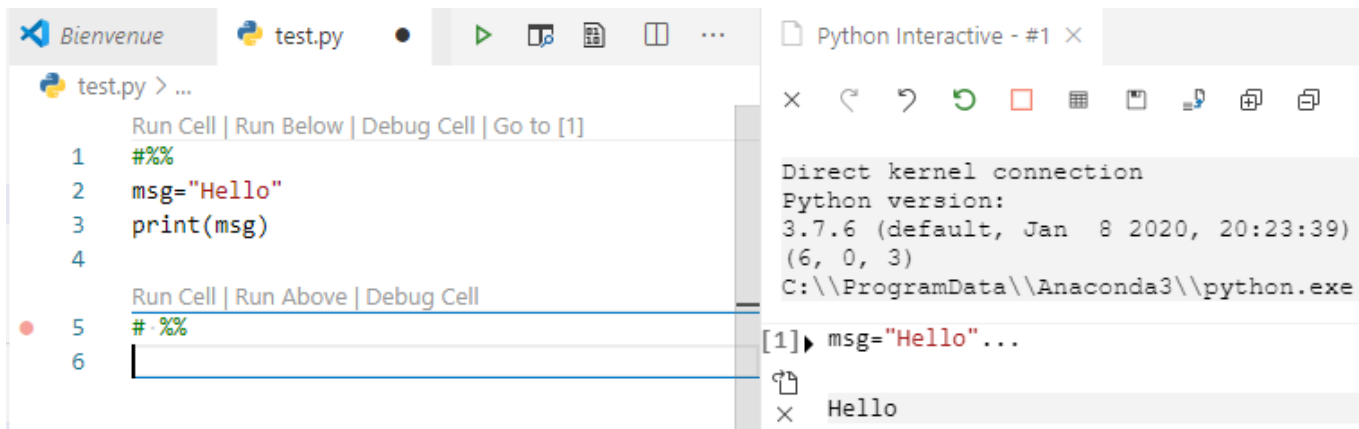 Bienvenue
test.py
test.py > ...
Run Cell | Run Below | Debug Cell | Go to [1]
1 #%%
2 msg="Hello"
3 print(msg)
4
Run Cell | Run Above | Debug Cell
5 # %%
6
Python Interactive - #1
Direct kernel connection
Python version:
3.7.6 (default, Jan  8 2020, 20:23:39)
(6, 0, 3)
C:\\ProgramData\\Anaconda3\\python.exe
[1] msg="Hello"...
Hello